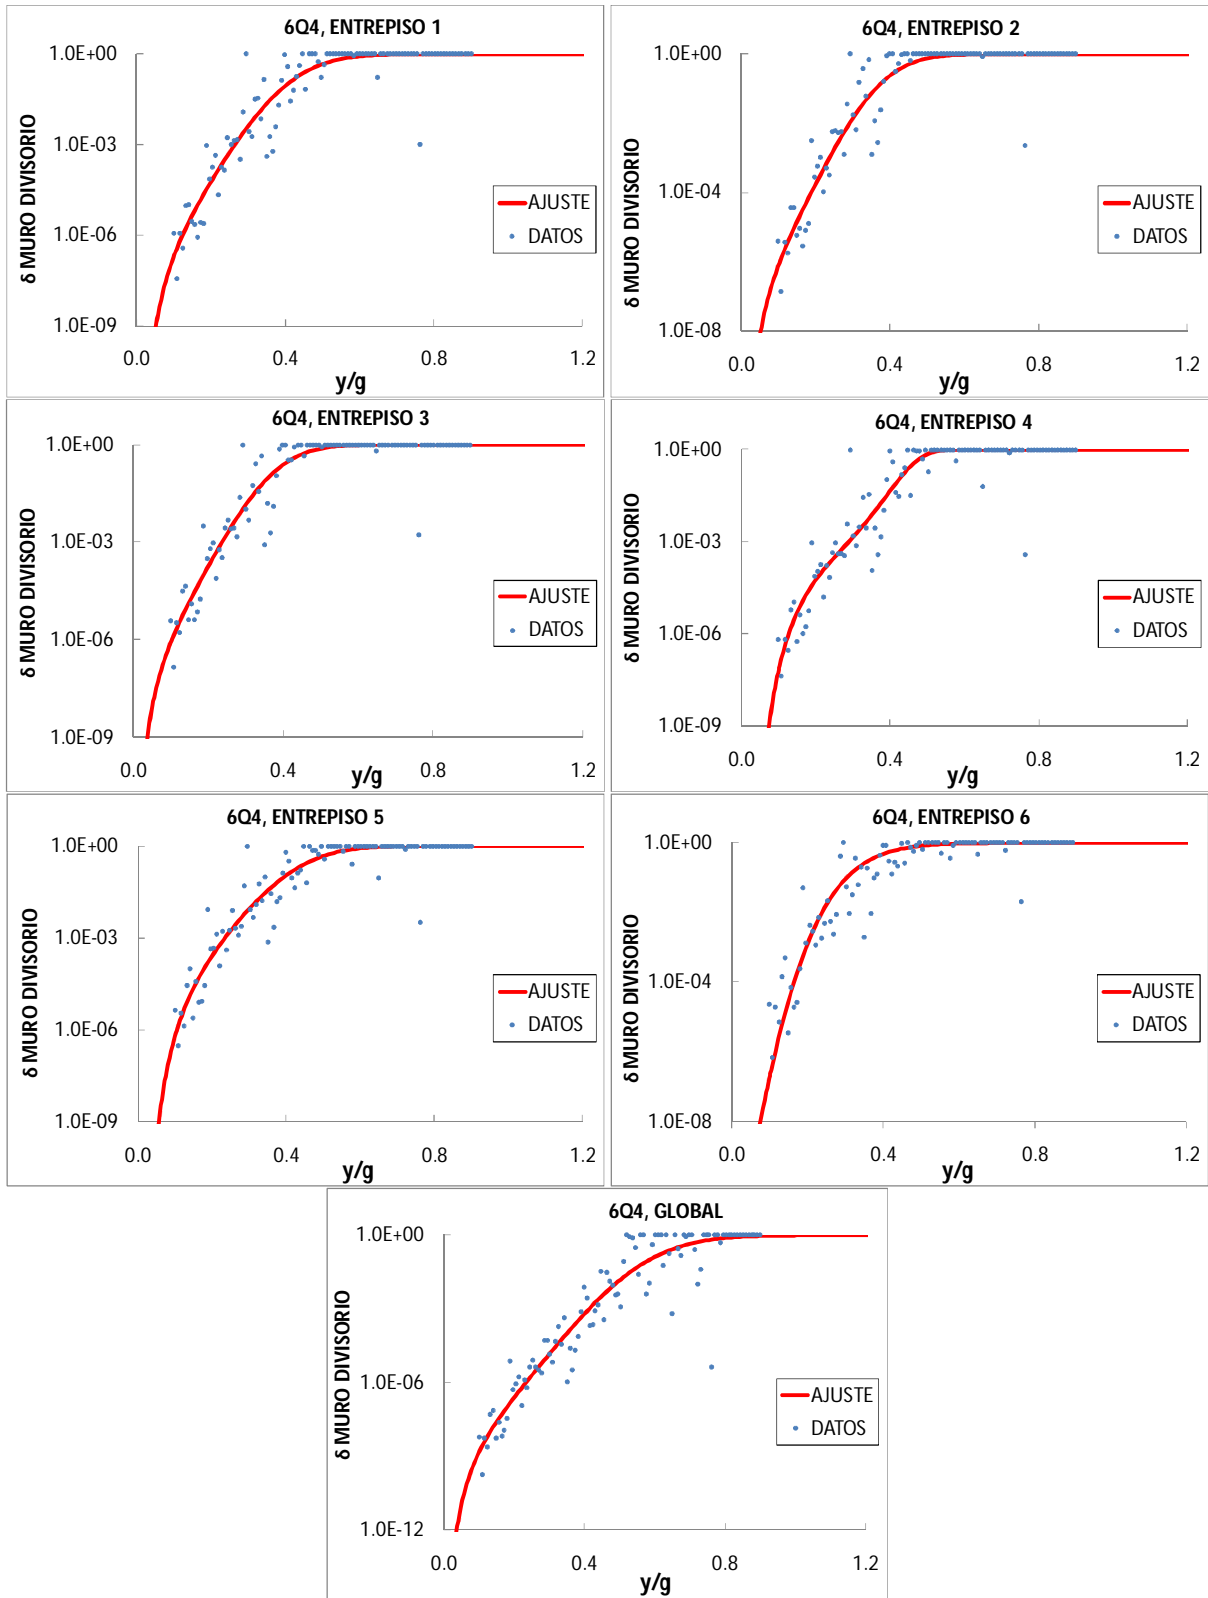 6Q4, ENTREPISO 1
1.0E+00
1.0E-03
1.0E-06
1.0E-09
δ MURO DIVISORIO
AJUSTE
DATOS
0.0 0.4 0.8 1.2
y/g
6Q4, ENTREPISO 2
1.0E+00
1.0E-04
1.0E-08
δ MURO DIVISORIO
AJUSTE
DATOS
0.0 0.4 0.8 1.2
y/g
6Q4, ENTREPISO 3
1.0E+00
1.0E-03
1.0E-06
1.0E-09
δ MURO DIVISORIO
AJUSTE
DATOS
0.0 0.4 0.8 1.2
y/g
6Q4, ENTREPISO 4
1.0E+00
1.0E-03
1.0E-06
1.0E-09
δ MURO DIVISORIO
AJUSTE
DATOS
0.0 0.4 0.8 1.2
y/g
6Q4, ENTREPISO 5
1.0E+00
1.0E-03
1.0E-06
1.0E-09
δ MURO DIVISORIO
AJUSTE
DATOS
0.0 0.4 0.8 1.2
y/g
6Q4, ENTREPISO 6
1.0E+00
1.0E-04
1.0E-08
δ MURO DIVISORIO
AJUSTE
DATOS
0.0 0.4 0.8 1.2
y/g
6Q4, GLOBAL
1.0E+00
1.0E-06
1.0E-12
δ MURO DIVISORIO
AJUSTE
DATOS
0.0 0.4 0.8 1.2
y/g